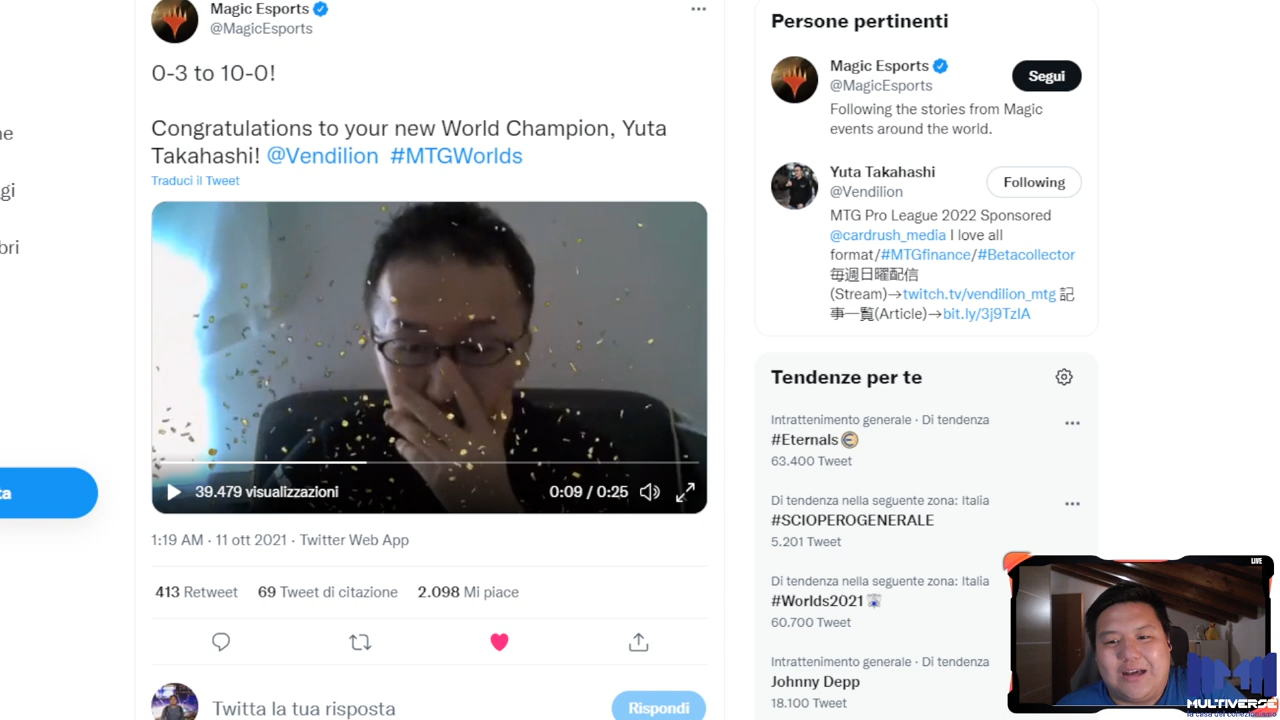 Magic Esports
@MagicEsports
0-3 to 10-0!
Congratulations to your new World Champion, Yuta
Takahashi! @Vendilion #MTGWorlds
Traduci il Tweet
39.479 visualizzazioni
0:09 / 0:25
1:19 AM · 11 ott 2021 · Twitter Web App
413 Retweet 69 Tweet di citazione 2.098 Mi piace
Twitta la tua risposta
Rispondi
ne
gi
bri
ta
Persone pertinenti
Magic Esports
@MagicEsports
Segui
Following the stories from Magic
events around the world.
Yuta Takahashi
@Vendilion
Following
MTG Pro League 2022 Sponsored
@cardrush_media I love all
format/#MTGfinance/#Betacollector
毎週日曜配信
(Stream)→twitch.tv/vendilion_mtg 記
事一覧(Article)→bit.ly/3j9TzIA
Tendenze per te
Intrattenimento generale · Di tendenza
#Eternals
63.400 Tweet
Di tendenza nella seguente zona: Italia
#SCIOPEROGENERALE
5.201 Tweet
Di tendenza nella seguente zona: Italia
#Worlds2021
60.700 Tweet
Intrattenimento generale · Di tendenza
Johnny Depp
18.100 Tweet
LIVE
MULTIVERSE
la casa del collezionismo